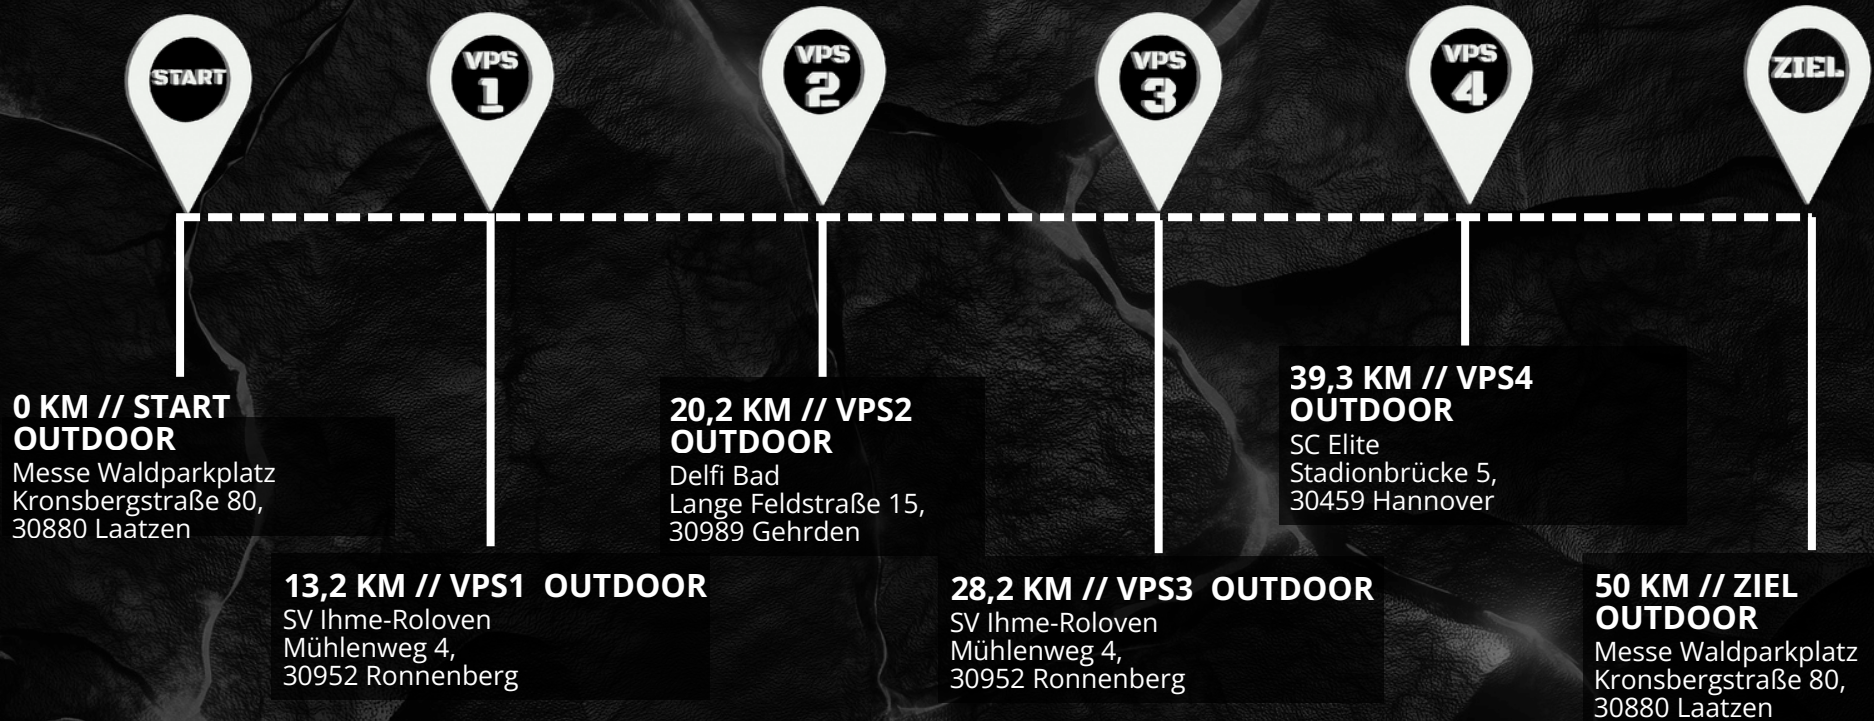 START
VPS
1
VPS
2
VPS
3
VPS
4
ZIEL
0 KM // START
OUTDOOR
Messe Waldparkplatz
Kronsbergstraße 80,
30880 Laatzen
13,2 KM // VPS1 OUTDOOR
SV Ihme-Roloven
Mühlenweg 4,
30952 Ronnenberg
20,2 KM // VPS2
OUTDOOR
Delfi Bad
Lange Feldstraße 15,
30989 Gehrden
28,2 KM // VPS3 OUTDOOR
SV Ihme-Roloven
Mühlenweg 4,
30952 Ronnenberg
39,3 KM // VPS4
OUTDOOR
SC Elite
Stadionbrücke 5,
30459 Hannover
50 KM // ZIEL
OUTDOOR
Messe Waldparkplatz
Kronsbergstraße 80,
30880 Laatzen